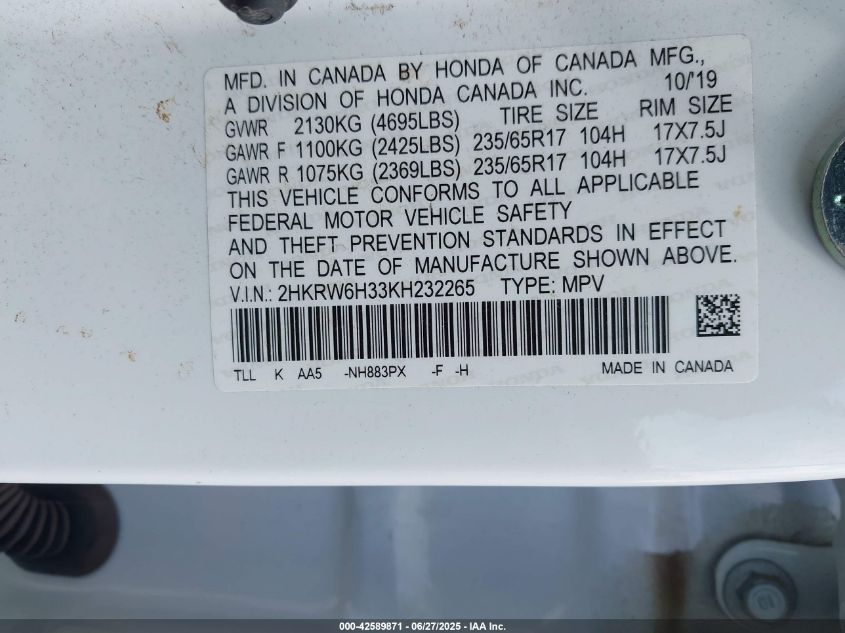 MFD. IN CANADA BY HONDA OF CANADA MFG.,
A DIVISION OF HONDA CANADA INC. 10/'19
GVWR 2130KG (4695LBS) TIRE SIZE RIM SIZE
GAWR F 1100KG (2425LBS) 235/65R17 104H 17X7.5J
GAWR R 1075KG (2369LBS) 235/65R17 104H 17X7.5J
THIS VEHICLE CONFORMS TO ALL APPLICABLE
FEDERAL MOTOR VEHICLE SAFETY
AND THEFT PREVENTION STANDARDS IN EFFECT
ON THE DATE OF MANUFACTURE SHOWN ABOVE.
V.I.N.: 2HKRW6H33KH232265 TYPE: MPV
TLL K AA5 -NH883PX -F -H MADE IN CANADA
000-42589871 - 06/27/2025 - IAA Inc.